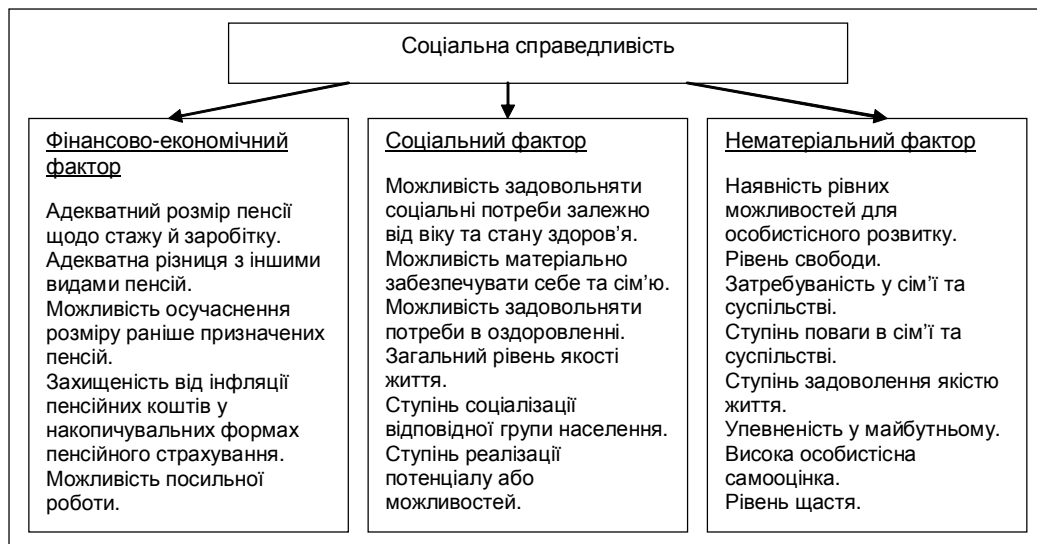 Соціальна справедливість
Фінансово-економічний
фактор
Адекватний розмір пенсії
щодо стажу й заробітку.
Адекватна різниця з іншими
видами пенсій.
Можливість осучаснення
розміру раніше призначених
пенсій.
Захищеність від інфляції
пенсійних коштів у
накопичувальних формах
пенсійного страхування.
Можливість посильної
роботи.
Соціальний фактор
Можливість задовольняти
соціальні потреби залежно
від віку та стану здоров’я.
Можливість матеріально
забезпечувати себе та сім’ю.
Можливість задовольняти
потреби в оздоровленні.
Загальний рівень якості
життя.
Ступінь соціалізації
відповідної групи населення.
Ступінь реалізації
потенціалу або
можливостей.
Нематеріальний фактор
Наявність рівних
можливостей для
особистісного розвитку.
Рівень свободи.
Затребуваність у сім’ї та
суспільстві.
Ступінь поваги в сім’ї та
суспільстві.
Ступінь задоволення якістю
життя.
Упевненість у майбутньому.
Висока особистісна
самооцінка.
Рівень щастя.